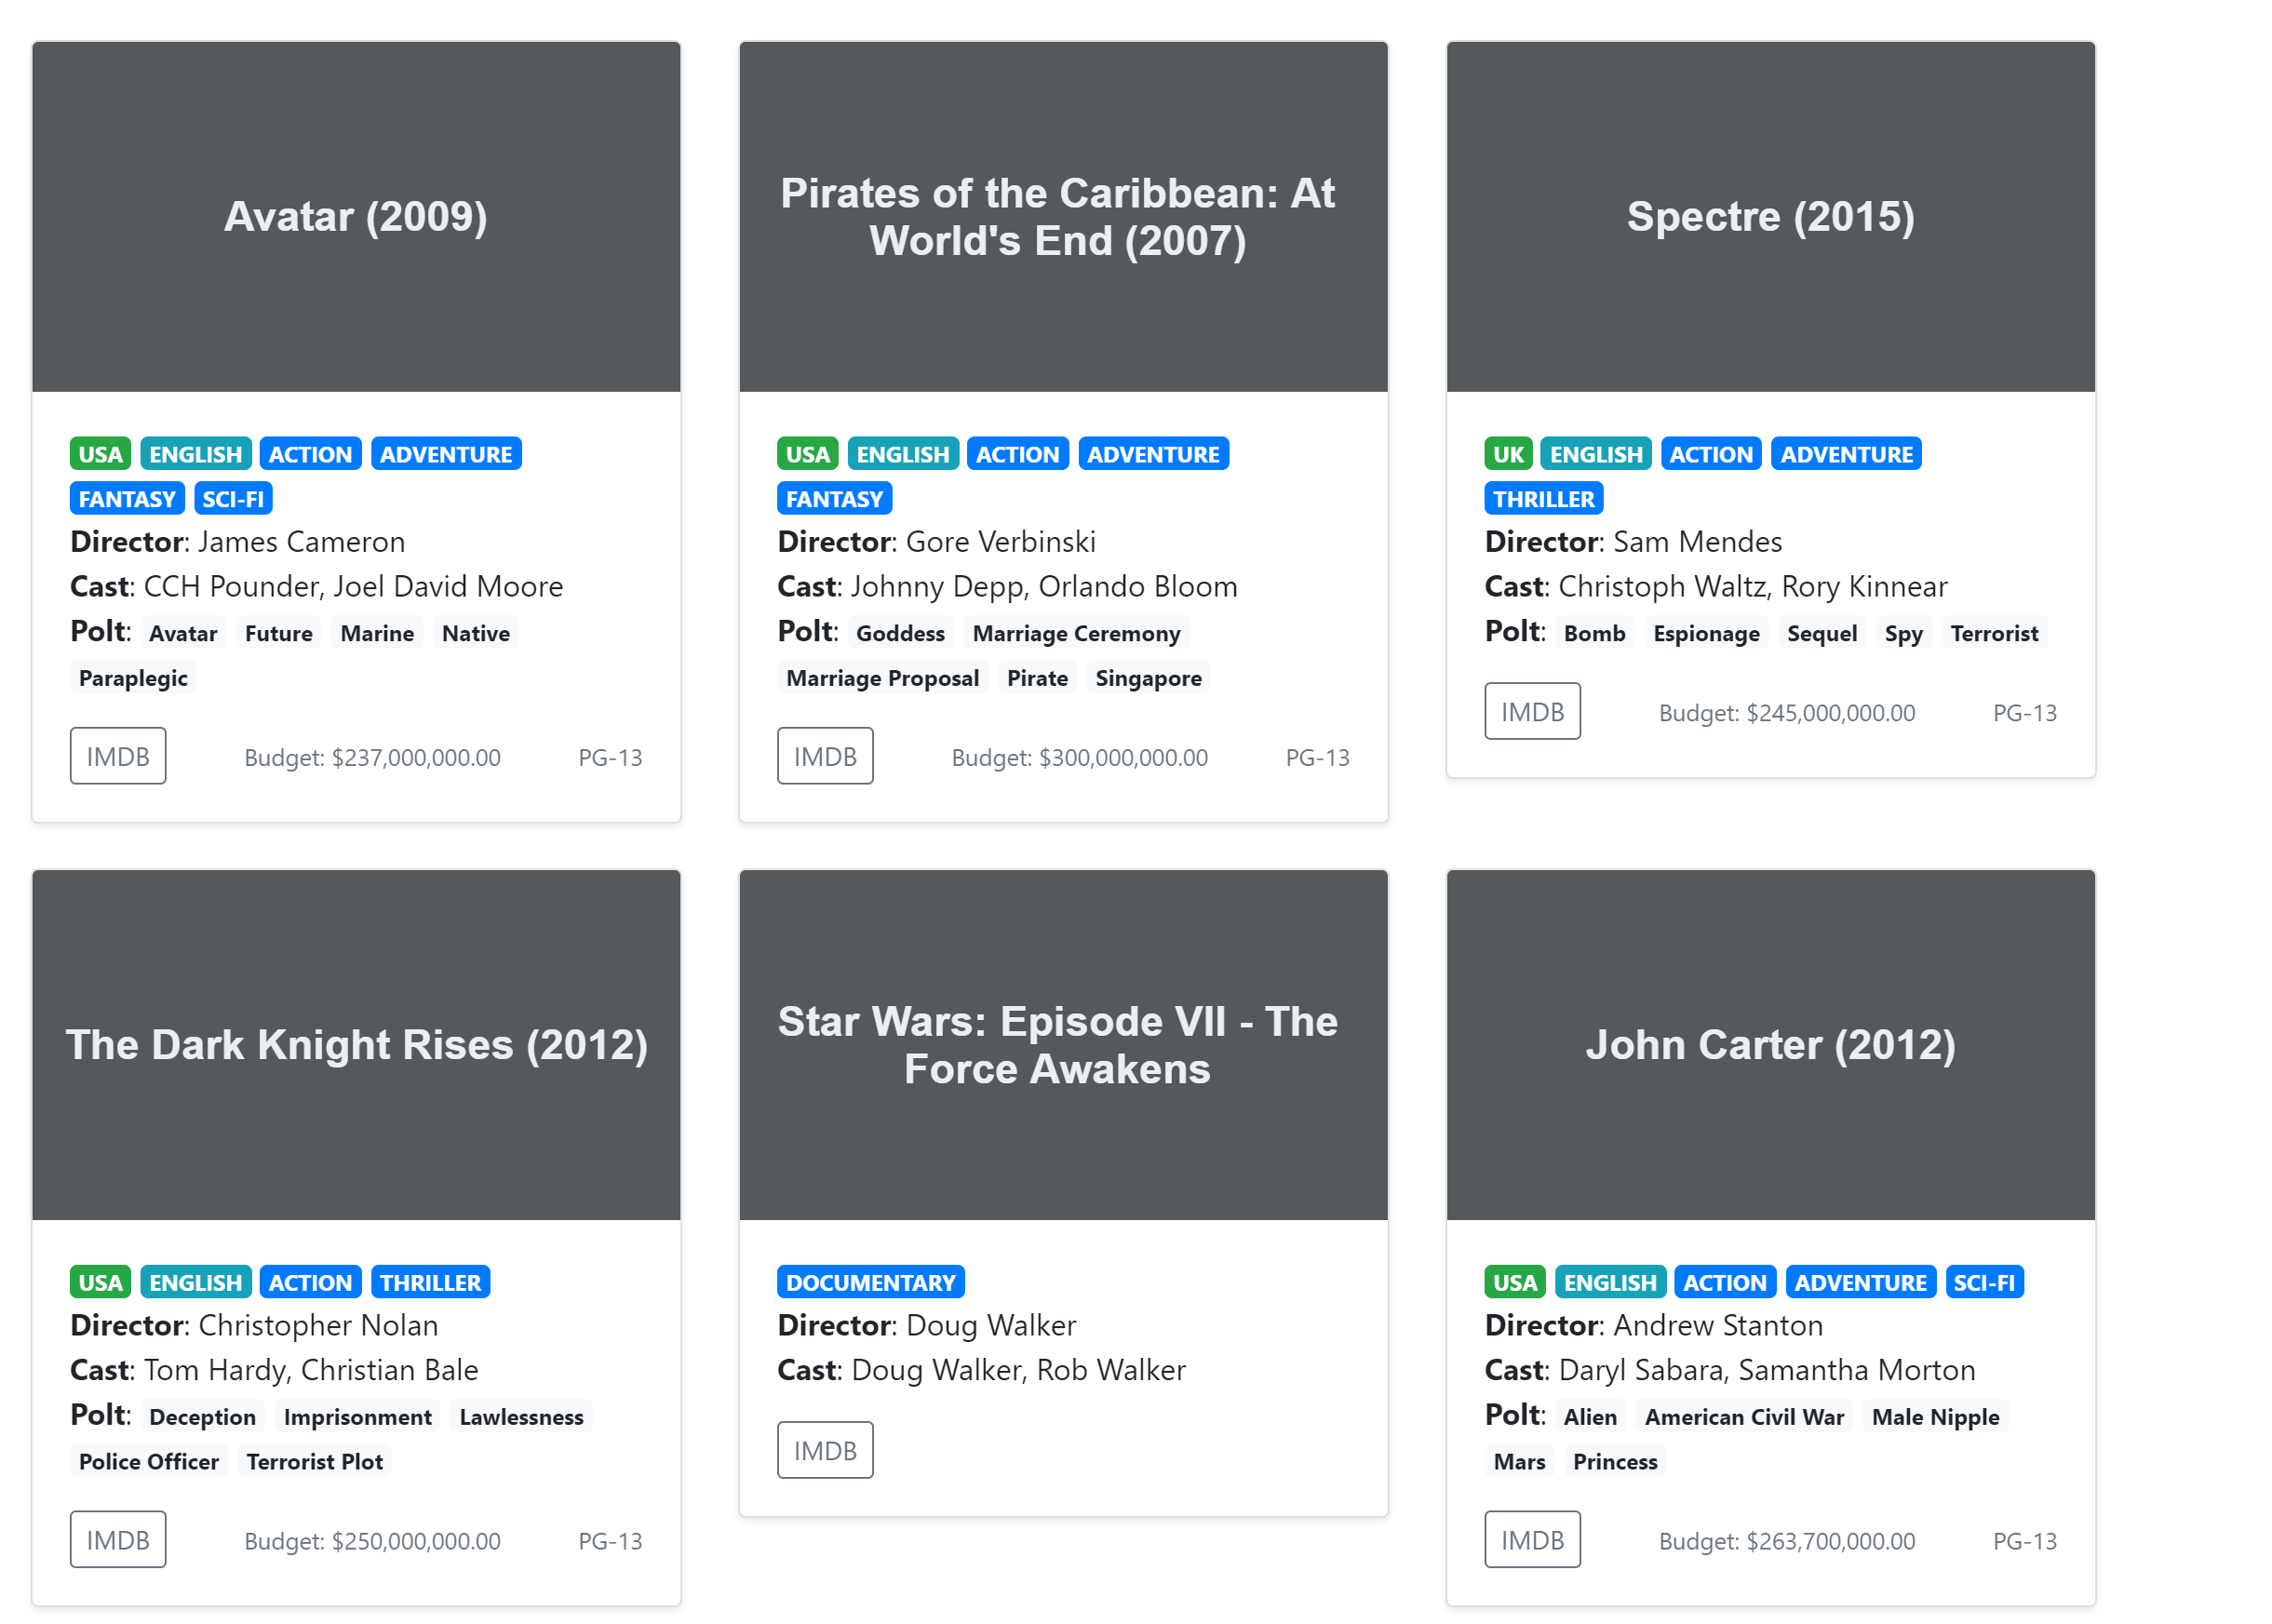 Avatar (2009)
USA ENGLISH ACTION ADVENTURE
FANTASY SCI-FI
Director: James Cameron
Cast: CCH Pounder, Joel David Moore
Polt: Avatar Future Marine Native
Paraplegic
IMDB Budget: $237,000,000.00 PG-13
Pirates of the Caribbean: At
World's End (2007)
USA ENGLISH ACTION ADVENTURE
FANTASY
Director: Gore Verbinski
Cast: Johnny Depp, Orlando Bloom
Polt: Goddess Marriage Ceremony
Marriage Proposal Pirate Singapore
IMDB Budget: $300,000,000.00 PG-13
Spectre (2015)
UK ENGLISH ACTION ADVENTURE
THRILLER
Director: Sam Mendes
Cast: Christoph Waltz, Rory Kinnear
Polt: Bomb Espionage Sequel Spy Terrorist
IMDB Budget: $245,000,000.00 PG-13
The Dark Knight Rises (2012)
USA ENGLISH ACTION THRILLER
Director: Christopher Nolan
Cast: Tom Hardy, Christian Bale
Polt: Deception Imprisonment Lawlessness
Police Officer Terrorist Plot
IMDB Budget: $250,000,000.00 PG-13
Star Wars: Episode VII - The
Force Awakens
DOCUMENTARY
Director: Doug Walker
Cast: Doug Walker, Rob Walker
IMDB
John Carter (2012)
USA ENGLISH ACTION ADVENTURE SCI-FI
Director: Andrew Stanton
Cast: Daryl Sabara, Samantha Morton
Polt: Alien American Civil War Male Nipple
Mars Princess
IMDB Budget: $263,700,000.00 PG-13